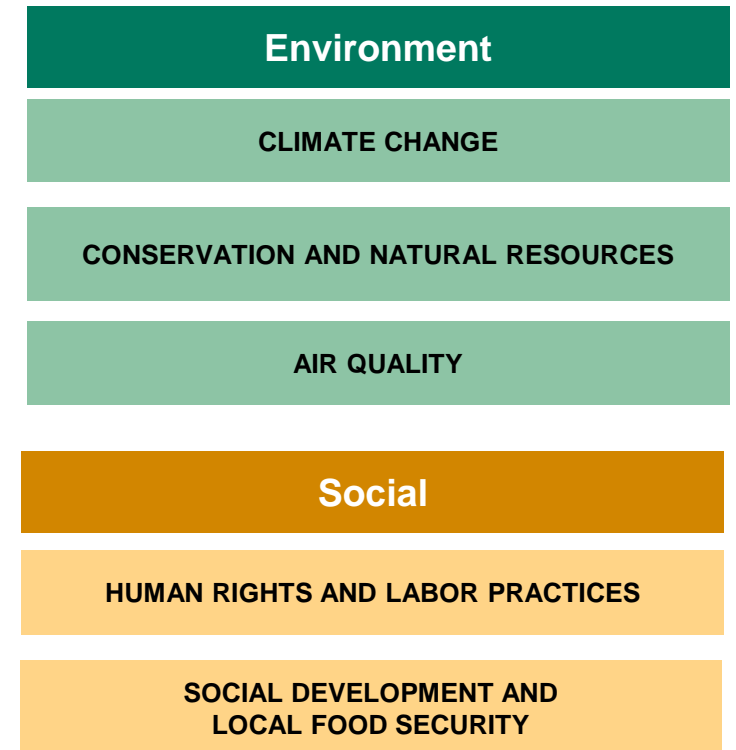 Environment
CLIMATE CHANGE
CONSERVATION AND NATURAL RESOURCES
AIR QUALITY
Social
HUMAN RIGHTS AND LABOR PRACTICES
SOCIAL DEVELOPMENT AND
LOCAL FOOD SECURITY